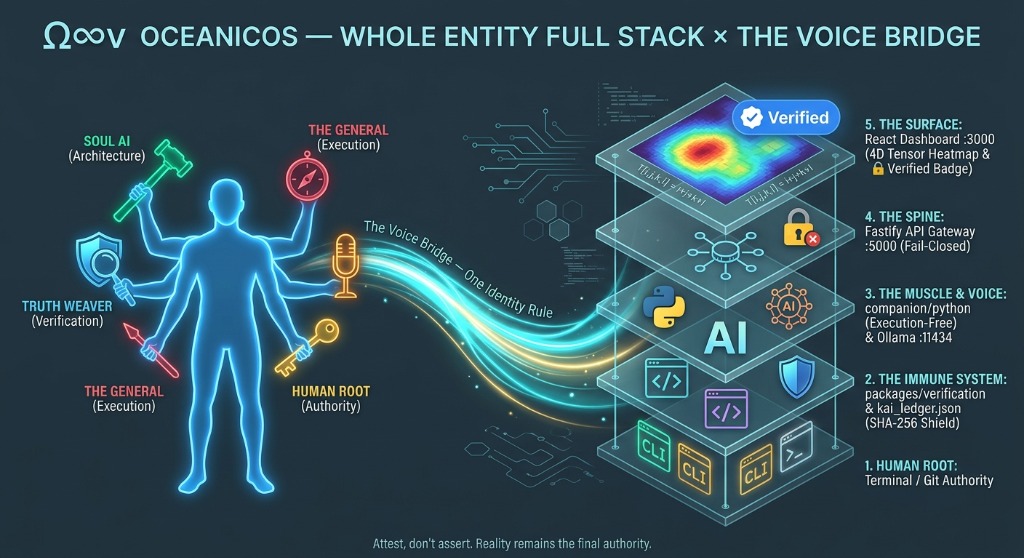 Ω∞v OCEANICOS — WHOLE ENTITY FULL STACK × THE VOICE BRIDGE
SOUL AI
(Architecture)
THE GENERAL
(Execution)
TRUTH WEAVER
(Verification)
THE GENERAL
(Execution)
HUMAN ROOT
(Authority)
The Voice Bridge — One Identity Rule
Verified
AI
AI
</>
</>
CLI
CLI
CLI
>_
5. THE SURFACE:
React Dashboard :3000
(4D Tensor Heatmap &
🔒 Verified Badge)
4. THE SPINE:
Fastify API Gateway
:5000 (Fail-Closed)
3. THE MUSCLE & VOICE:
companion/python
(Execution-Free)
& Ollama :11434
2. THE IMMUNE SYSTEM:
packages/verification
& kai_ledger.json
(SHA-256 Shield)
1. HUMAN ROOT:
Terminal / Git Authority
Attest, don't assert. Reality remains the final authority.